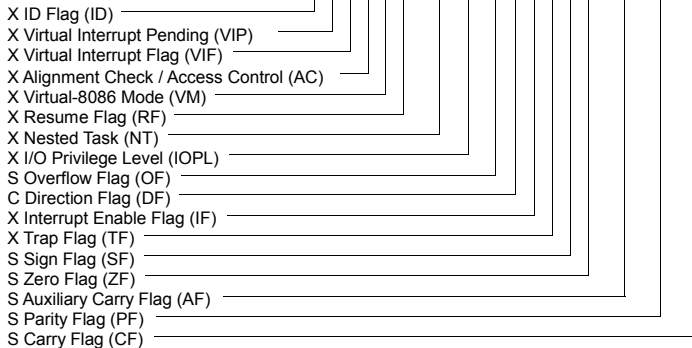 X ID Flag (ID)
X Virtual Interrupt Pending (VIP)
X Virtual Interrupt Flag (VIF)
X Alignment Check / Access Control (AC)
X Virtual-8086 Mode (VM)
X Resume Flag (RF)
X Nested Task (NT)
X I/O Privilege Level (IOPL)
S Overflow Flag (OF)
C Direction Flag (DF)
X Interrupt Enable Flag (IF)
X Trap Flag (TF)
S Sign Flag (SF)
S Zero Flag (ZF)
S Auxiliary Carry Flag (AF)
S Parity Flag (PF)
S Carry Flag (CF)